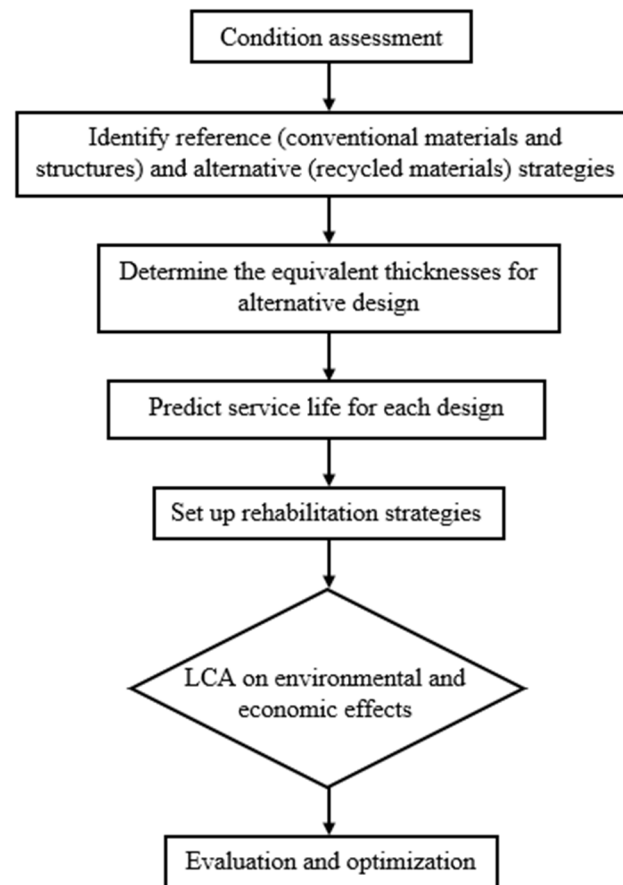 Condition assessment
Identify reference (conventional materials and
structures) and alternative (recycled materials) strategies
Determine the equivalent thicknesses for
alternative design
Predict service life for each design
Set up rehabilitation strategies
LCA on environmental and
economic effects
Evaluation and optimization